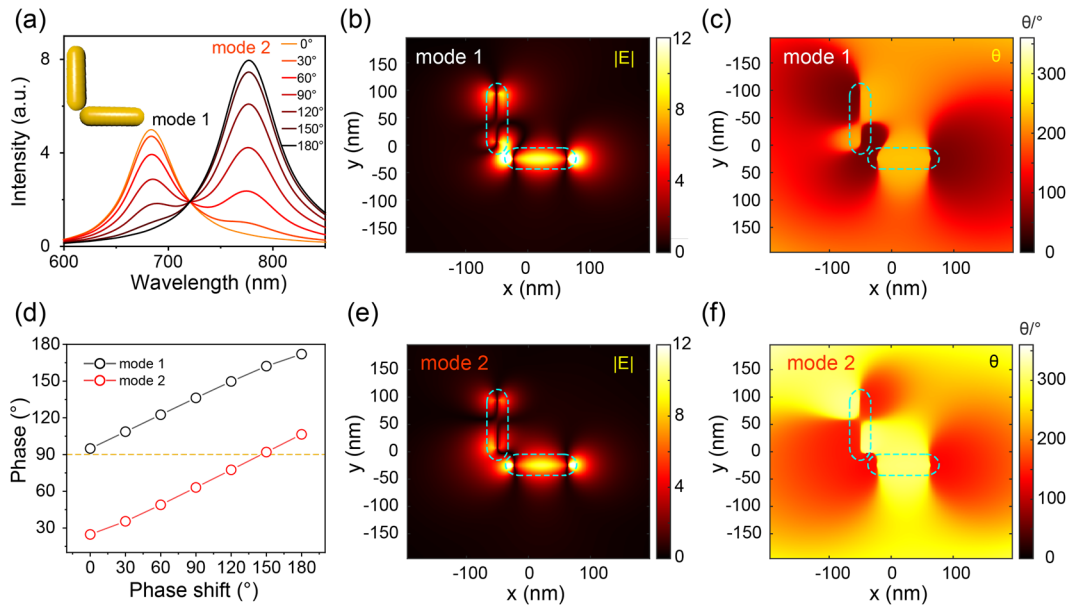 (a)
mode 2
mode 1
0°
30°
60°
90°
120°
150°
180°
8
4
0
Intensity (a.u.)
600 700 800
Wavelength (nm)
(b)
mode 1 |E|
150
100
50
0
-50
-100
-150
y (nm)
-100 0 100
x (nm)
12
8
4
0
(c)
θ/°
mode 1 θ
-150
-100
-50
0
50
100
150
y (nm)
-100 0 100
x (nm)
300
200
100
0
(d)
mode 1
mode 2
180
150
120
90
60
30
Phase (°)
0 30 60 90 120 150 180
Phase shift (°)
(e)
mode 2 |E|
150
100
50
0
-50
-100
-150
y (nm)
-100 0 100
x (nm)
12
8
4
0
(f)
θ/°
mode 2 θ
150
100
50
0
-50
-100
-150
y (nm)
-100 0 100
x (nm)
300
200
100
0